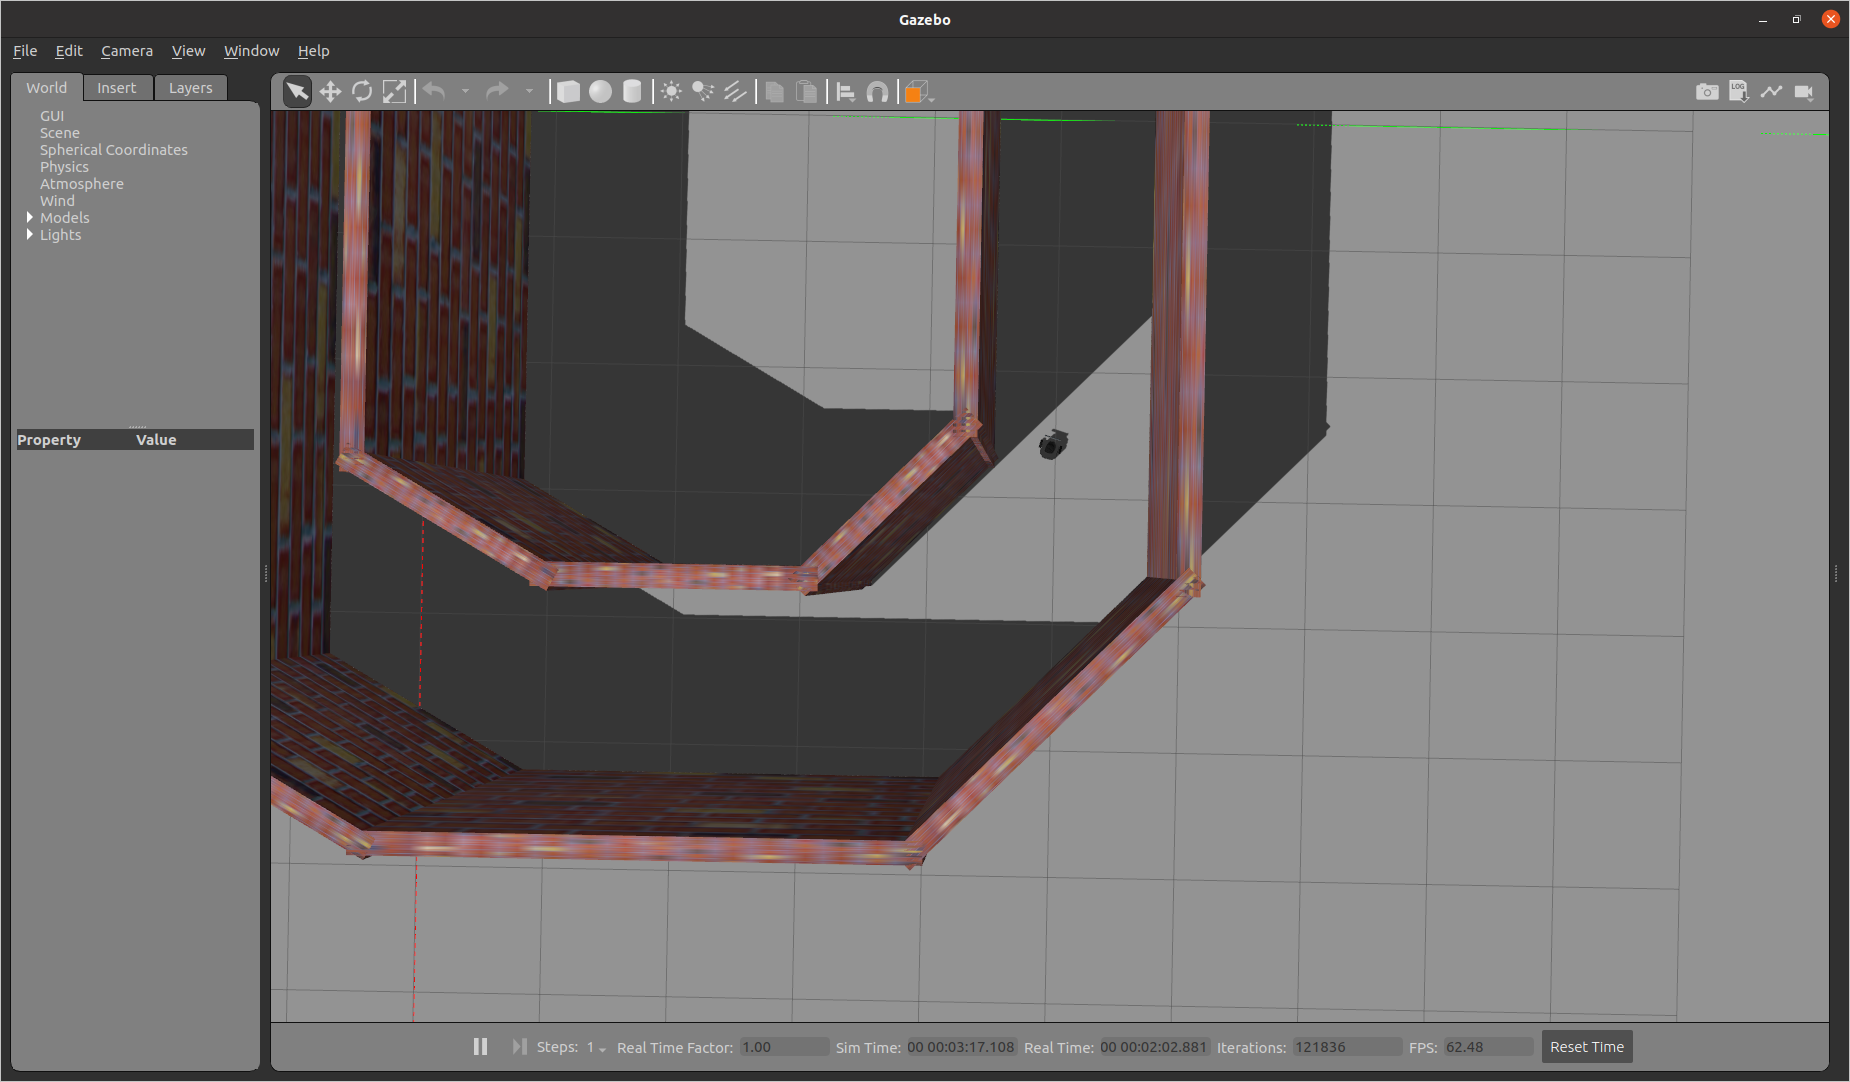 Gazebo
File Edit Camera View Window Help
World Insert Layers
LOG
GUI
Scene
Spherical Coordinates
Physics
Atmosphere
Wind
Models
Lights
Property Value
Steps: 1 Real Time Factor: 1.00 Sim Time: 00 00:03:17.108 Real Time: 00 00:02:02.881 Iterations: 121836 FPS: 62.48 Reset Time